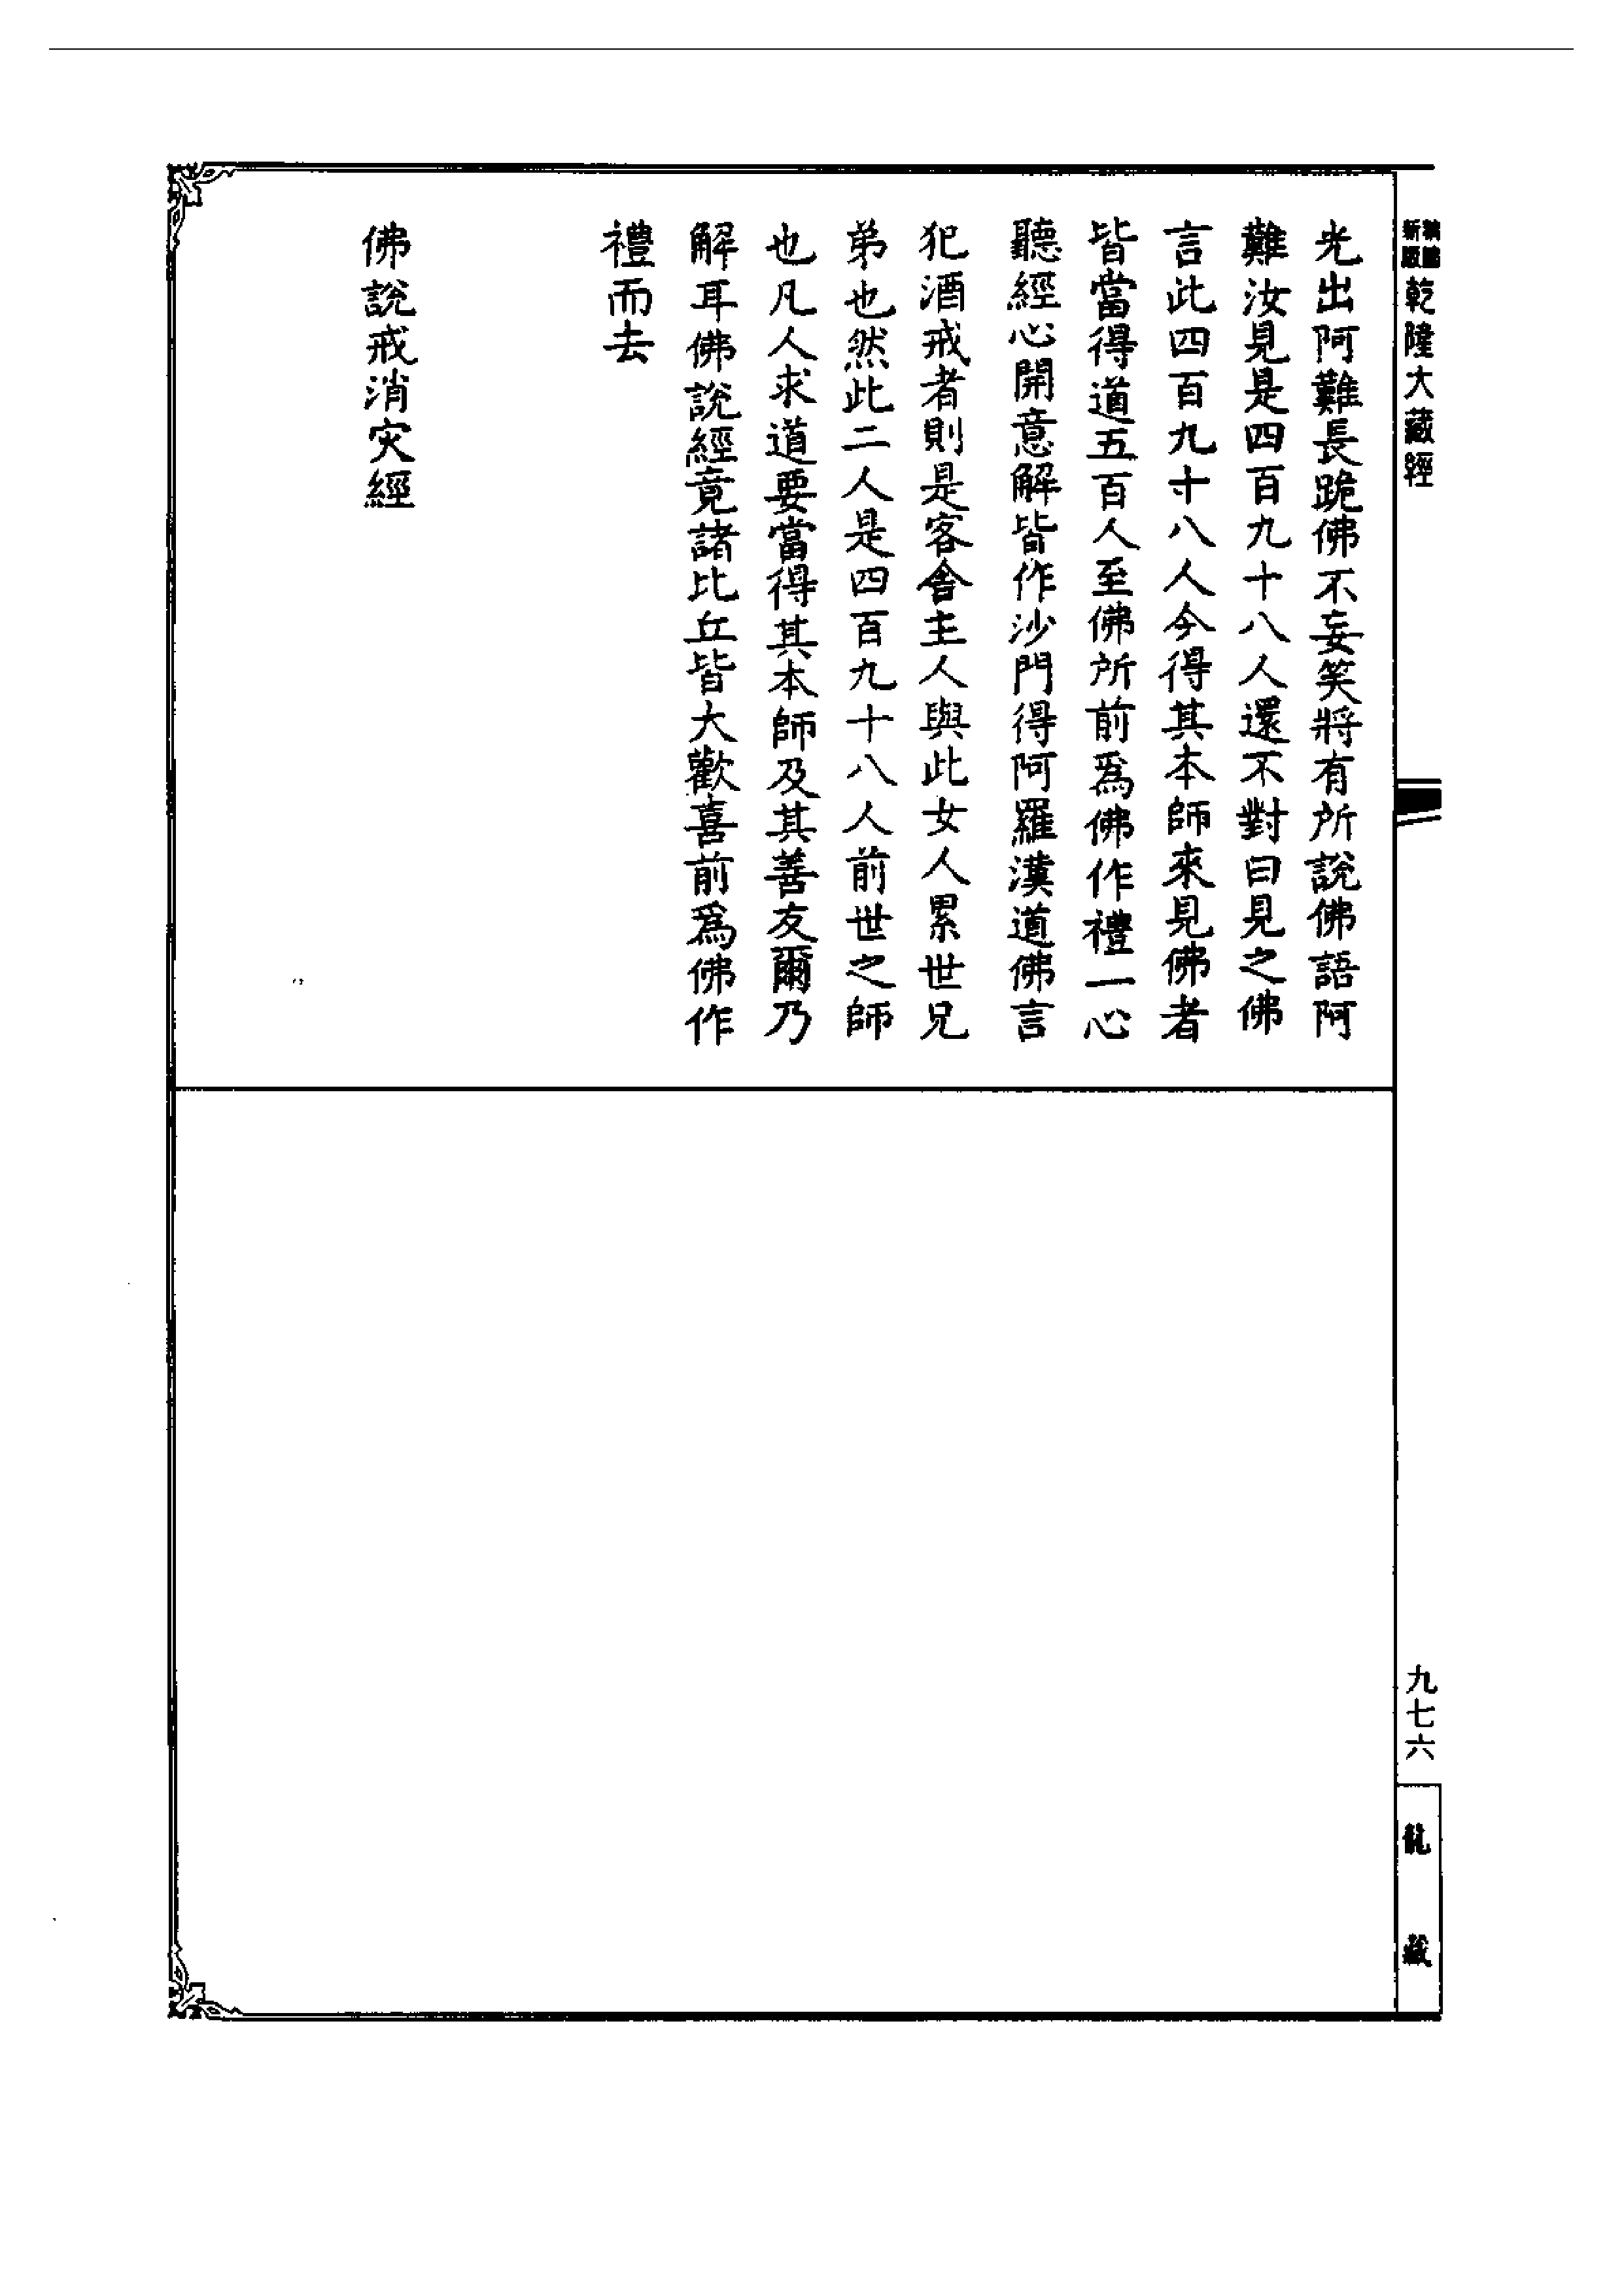 新版乾隆大藏經
光出阿難長跪佛不妄笑將有所說佛語阿
難汝見是四百九十八人還不對曰見之佛
言此四百九十八人今得其本師來見佛者
皆當得道五百人至佛所前爲佛作禮一心
聽經心開意解皆作沙門得阿羅漢道佛言
犯酒戒者則是客舍主人與此女人累世兄
弟也然此二人是四百九十八人前世之師
也凡人求道要當得其本師及其善友爾乃
解耳佛說經竟諸比丘皆大歡喜前爲佛作
禮而去
佛說戒消灾經
九七六
龍藏